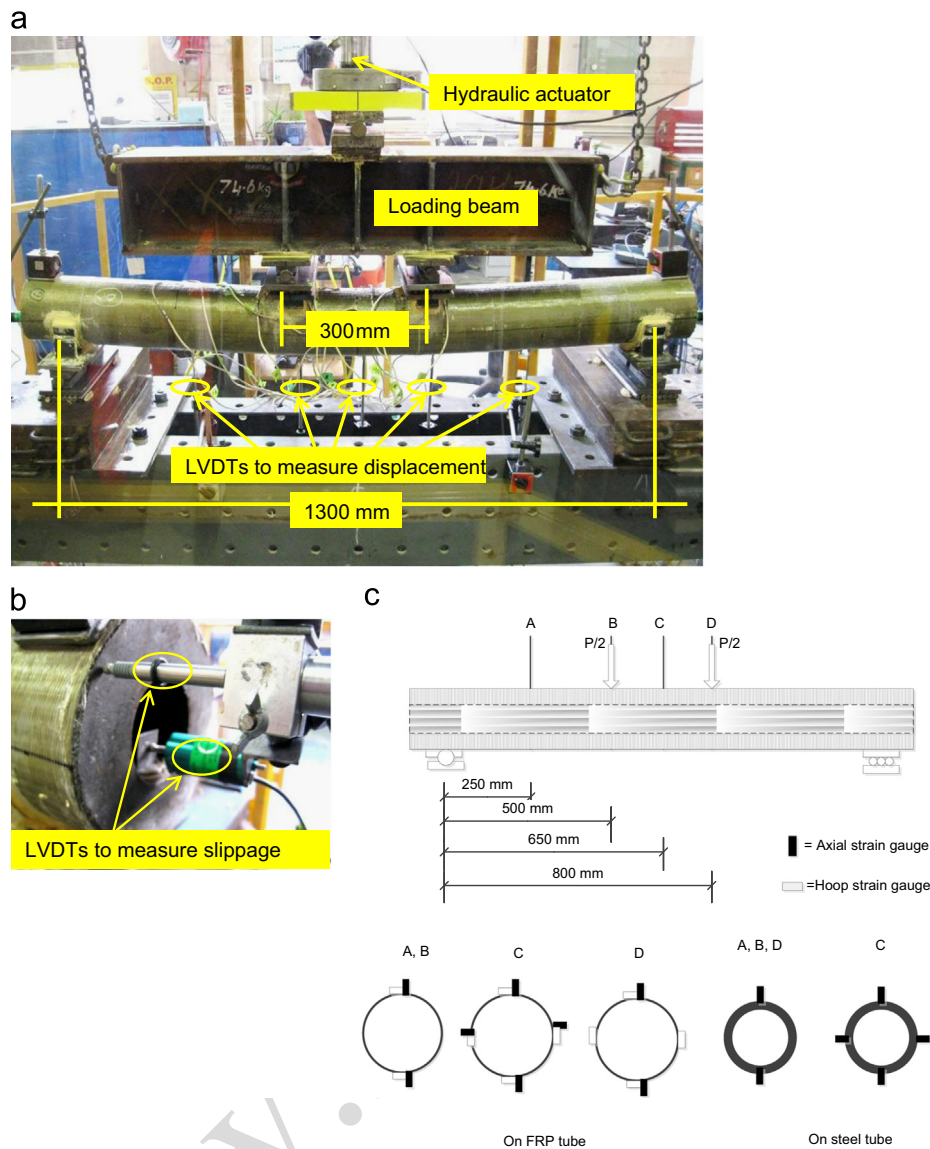 a
S.O.P.
Hydraulic actuator
74.6kg
74.6KG
Loading beam
300mm
LVDTs to measure displacement
1300 mm
b
LVDTs to measure slippage
c
A B C D
P/2 P/2
250 mm
500 mm
650 mm
800 mm
= Axial strain gauge
=Hoop strain gauge
A, B C D A, B, D C
On FRP tube On steel tube
y.